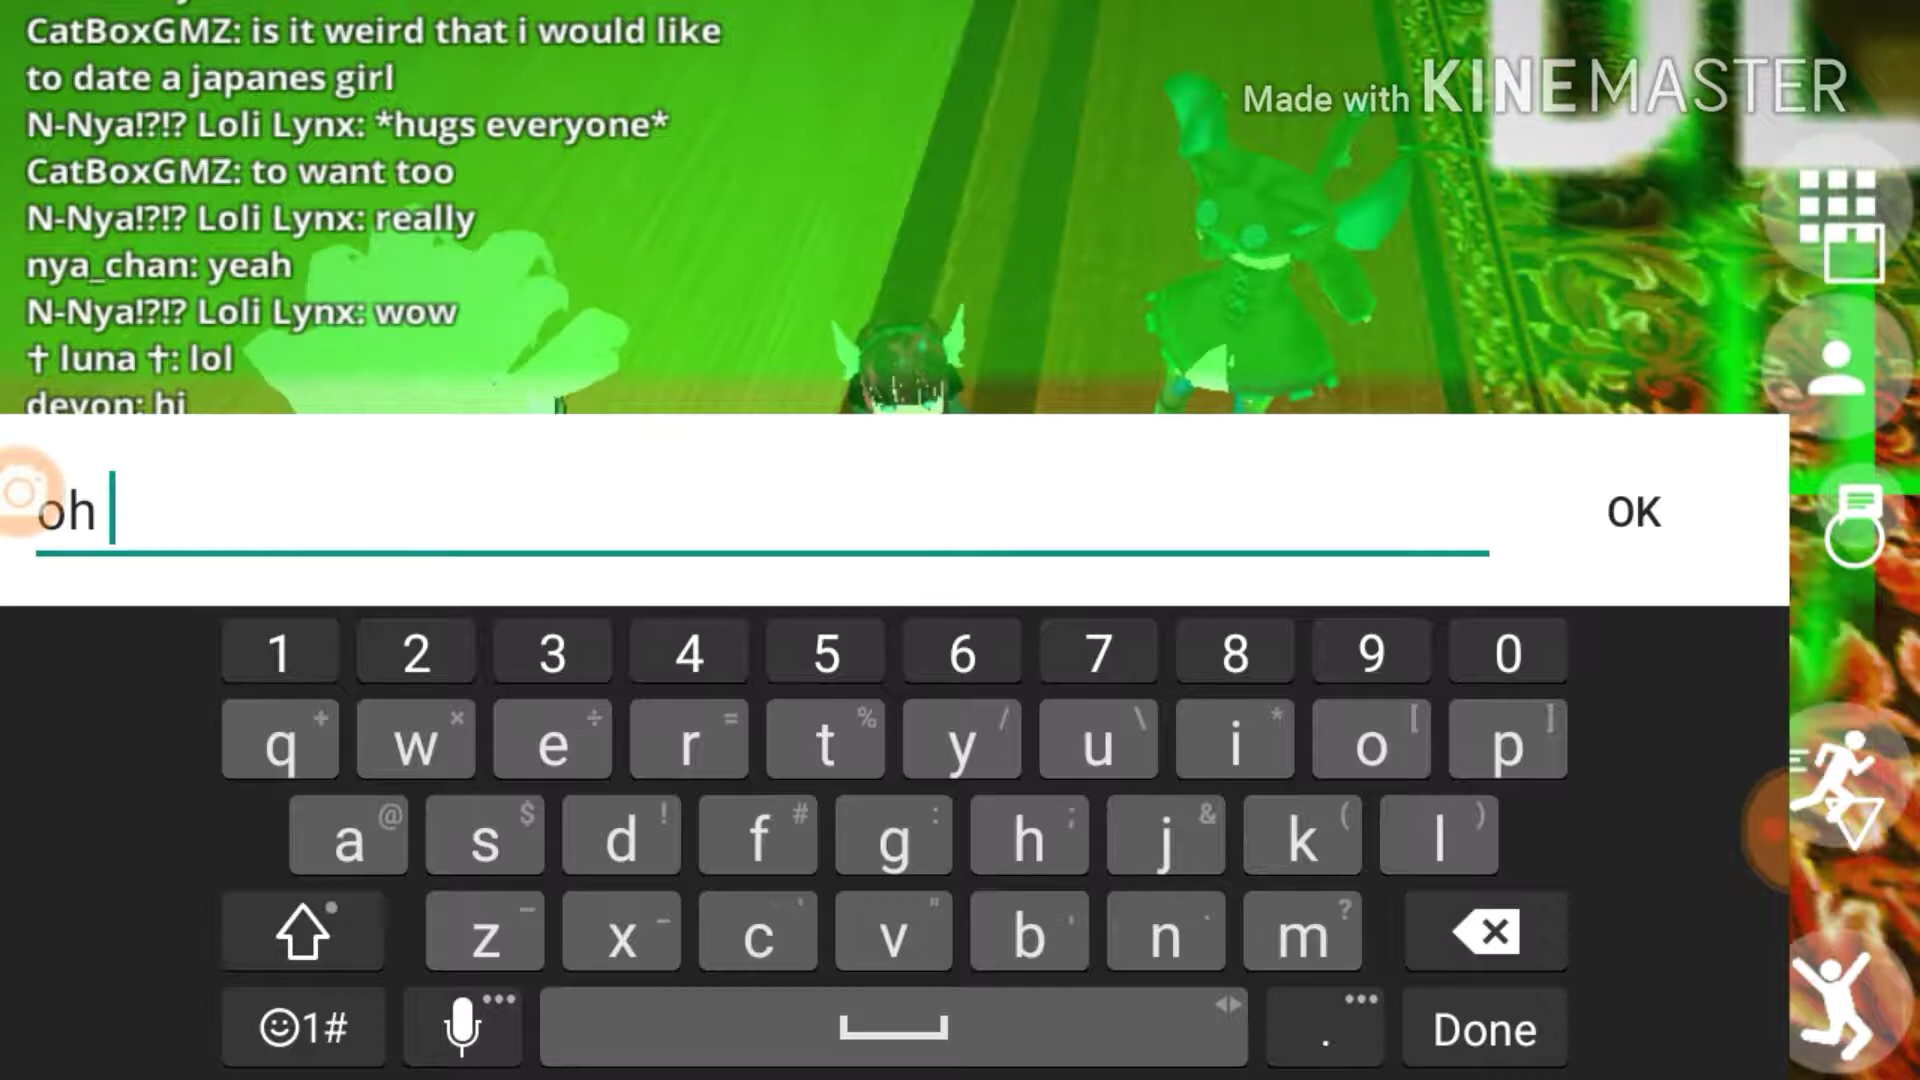 CatBoxGMZ: is it weird that i would like
to date a japanes girl
N-Nya!?!? Loli Lynx: *hugs everyone*
CatBoxGMZ: to want too
N-Nya!?!? Loli Lynx: really
nya_chan: yeah
N-Nya!?!? Loli Lynx: wow
† luna †: lol
devon: hi
Made with KINEMASTER
oh
OK
1 2 3 4 5 6 7 8 9 0
q + w × e ÷ r = t % y / u \ i * o [ p ]
a @ s $ d ! f # g : h ; j & k ( l )
z x c v b n m ?
1# . Done